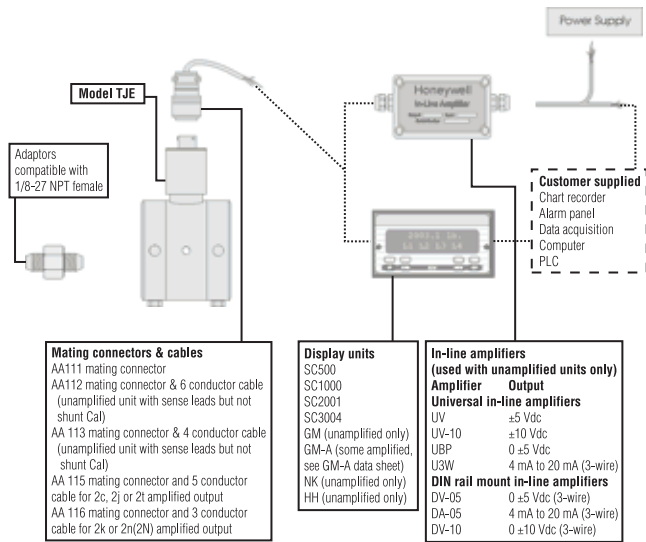 Power Supply
Model TJE
Honeywell
In-Line Amplifier
Adaptors
compatible with
1/8-27 NPT female
Customer supplied
Chart recorder
Alarm panel
Data acquisition
Computer
PLC
L1 L2 L3 L4
Mating connectors & cables
AA111 mating connector
AA112 mating connector & 6 conductor cable
(unamplified unit with sense leads but not
shunt Cal)
AA 113 mating connector & 4 conductor cable
(unamplified unit with sense leads but not
shunt Cal)
AA 115 mating connector and 5 conductor
cable for 2c, 2j or 2t amplified output
AA 116 mating connector and 3 conductor
cable for 2k or 2n(2N) amplified output
Display units
SC500
SC1000
SC2001
SC3004
GM (unamplified only)
GM-A (some amplified,
see GM-A data sheet)
NK (unamplified only)
HH (unamplified only)
In-line amplifiers
(used with unamplified units only)
Amplifier Output
Universal in-line amplifiers
UV ±5 Vdc
UV-10 ±10 Vdc
UBP 0 ±5 Vdc
U3W 4 mA to 20 mA (3-wire)
DIN rail mount in-line amplifiers
DV-05 0 ±5 Vdc (3-wire)
DA-05 4 mA to 20 mA (3-wire)
DV-10 0 ±10 Vdc (3-wire)